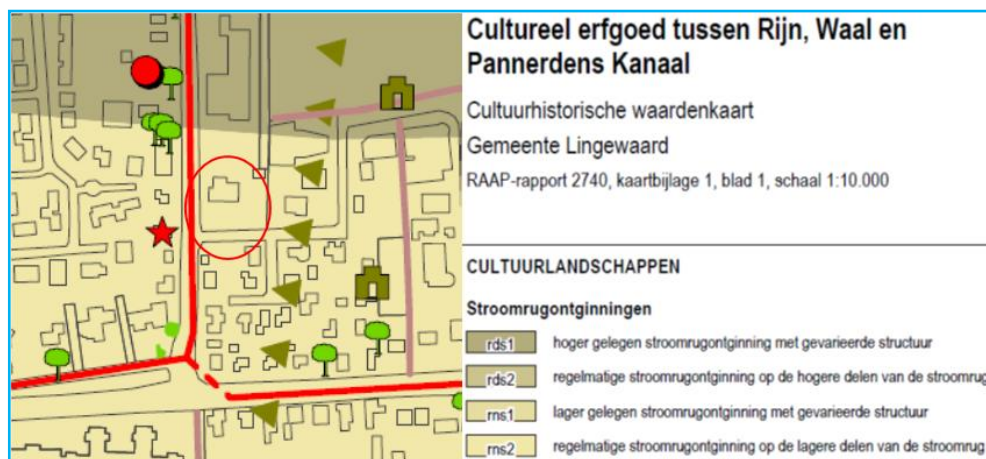 Cultureel erfgoed tussen Rijn, Waal en
Pannerdens Kanaal
Cultuurhistorische waardenkaart
Gemeente Lingewaard
RAAP-rapport 2740, kaartbijlage 1, blad 1, schaal 1:10.000
CULTUURLANDSCHAPPEN
Stroomrugontginningen
rds1 hoger gelegen stroomrugontginning met gevarieerde structuur
rds2 regelmatige stroomrugontginning op de hogere delen van de stroomrug
rns1 lager gelegen stroomrugontginning met gevarieerde structuur
rns2 regelmatige stroomrugontginning op de lagere delen van de stroomrug